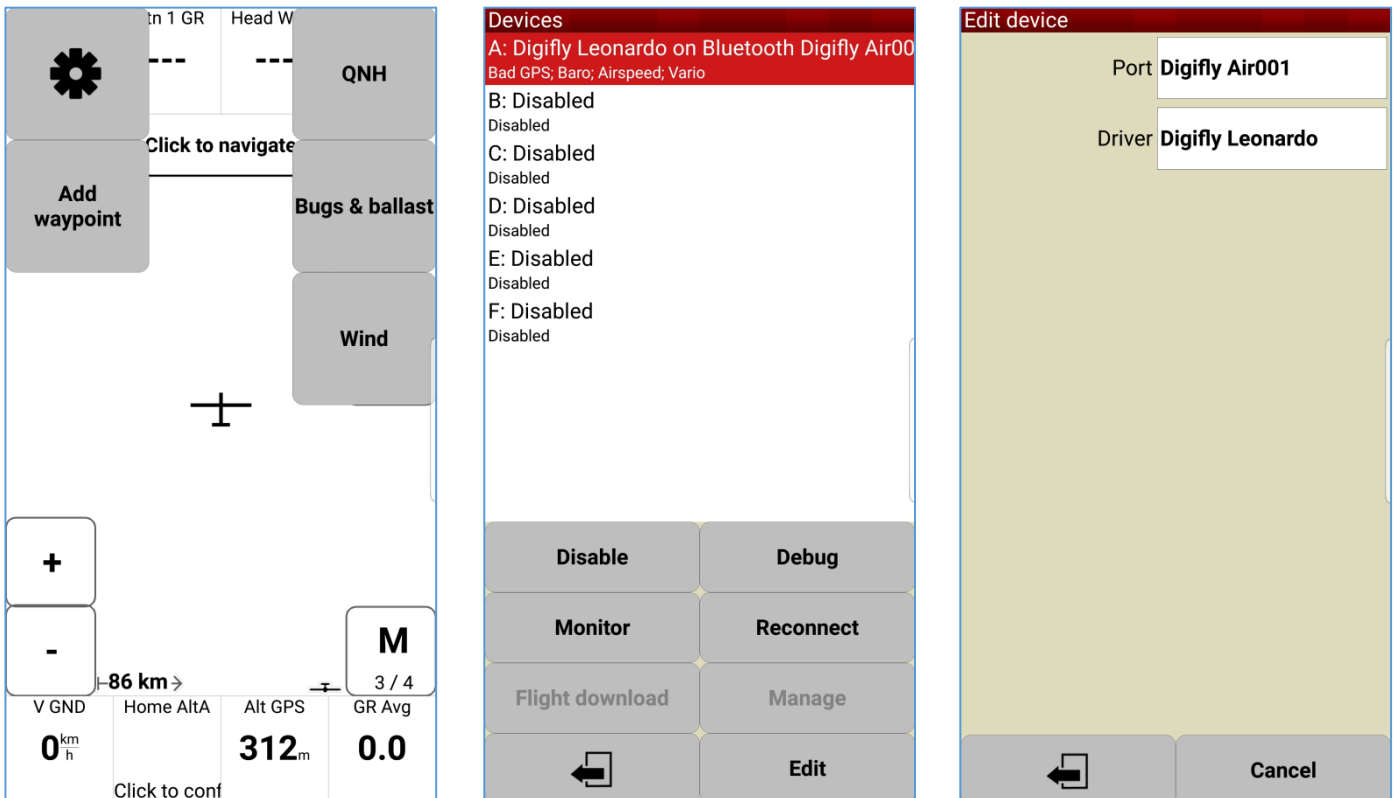 tn 1 GR
Head W
---
---
QNH
Click to navigate
Add
waypoint
Bugs & ballast
Wind
+
-
M
3 / 4
86 km
V GND
Home AltA
Alt GPS
GR Avg
0 km/h
312m
0.0
Click to conf
Devices
A: Digifly Leonardo on Bluetooth Digifly Air00
Bad GPS; Baro; Airspeed; Vario
B: Disabled
Disabled
C: Disabled
Disabled
D: Disabled
Disabled
E: Disabled
Disabled
F: Disabled
Disabled
Disable
Debug
Monitor
Reconnect
Flight download
Manage
Edit
Edit device
Port Digifly Air001
Driver Digifly Leonardo
Cancel